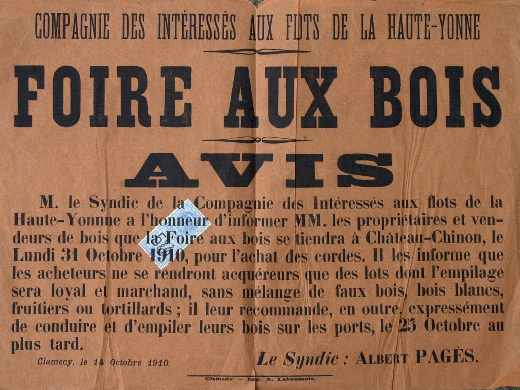 COMPAGNIE DES INTÉRESSÉS AUX FLOTS DE LA HAUTE-YONNE
FOIRE AUX BOIS
AVIS
M. le Syndic de la Compagnie des Intéressés aux flots de la
Haute-Yonne a l'honneur d'informer MM. les propriétaires et ven-
deurs de bois que la Foire aux bois se tiendra à Château-Chinon, le
Lundi 31 Octobre 1910, pour l'achat des cordes. Il les informe que
les acheteurs ne se rendront acquéreurs que des lots dont l'empilage
sera loyal et marchand, sans mélange de faux bois, bois blancs,
fruitiers ou tortillards ; il leur recommande, en outre, expressément
de conduire et d'empiler leurs bois sur les ports, le 25 Octobre au
plus tard.
Clamecy, le 14 Octobre 1910.
Le Syndic : ALBERT PAGÈS.
Clamecy — Imp. A.